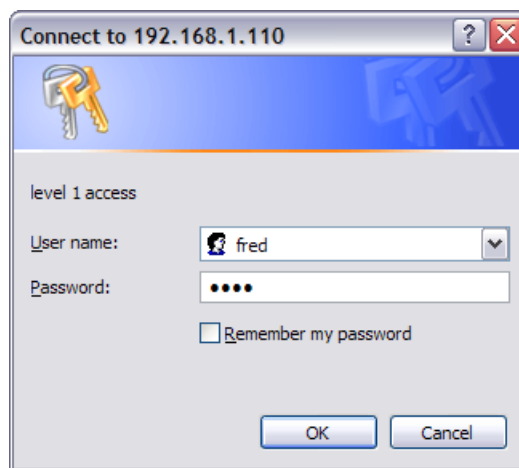 Connect to 192.168.1.110
level 1 access
User name: fred
Password: ••••
Remember my password
OK Cancel